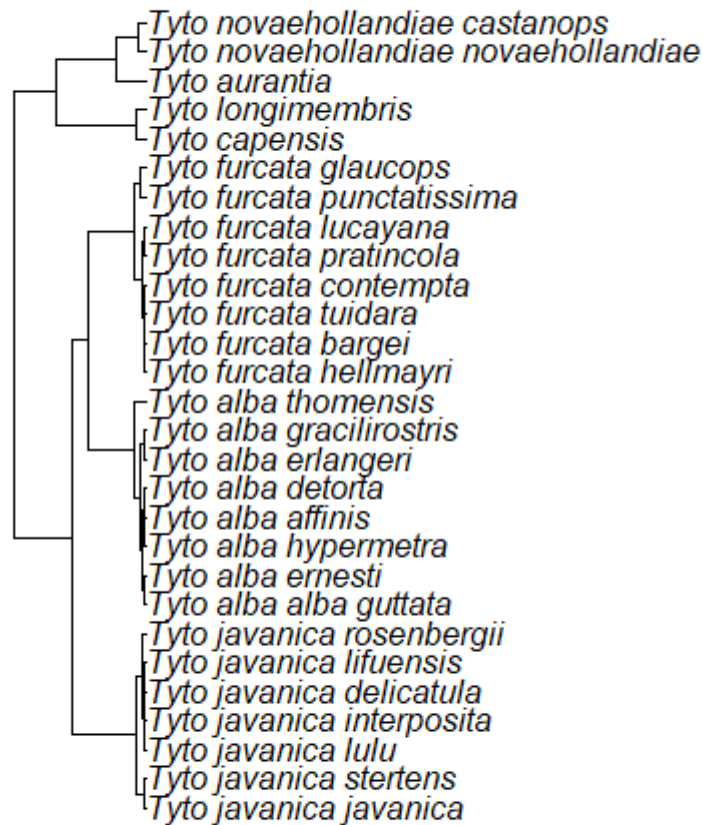 Tyto novaehollandiae castanops
Tyto novaehollandiae novaehollandiae
Tyto aurantia
Tyto longimembris
Tyto capensis
Tyto furcata glaucops
Tyto furcata punctatissima
Tyto furcata lucayana
Tyto furcata pratincola
Tyto furcata contempta
Tyto furcata tuidara
Tyto furcata bargei
Tyto furcata hellmayri
Tyto alba thomensis
Tyto alba gracilirostris
Tyto alba erlangeri
Tyto alba detorta
Tyto alba affinis
Tyto alba hypermetra
Tyto alba ernesti
Tyto alba alba guttata
Tyto javanica rosenbergii
Tyto javanica lifuensis
Tyto javanica delicatula
Tyto javanica interposita
Tyto javanica lulu
Tyto javanica stertens
Tyto javanica javanica